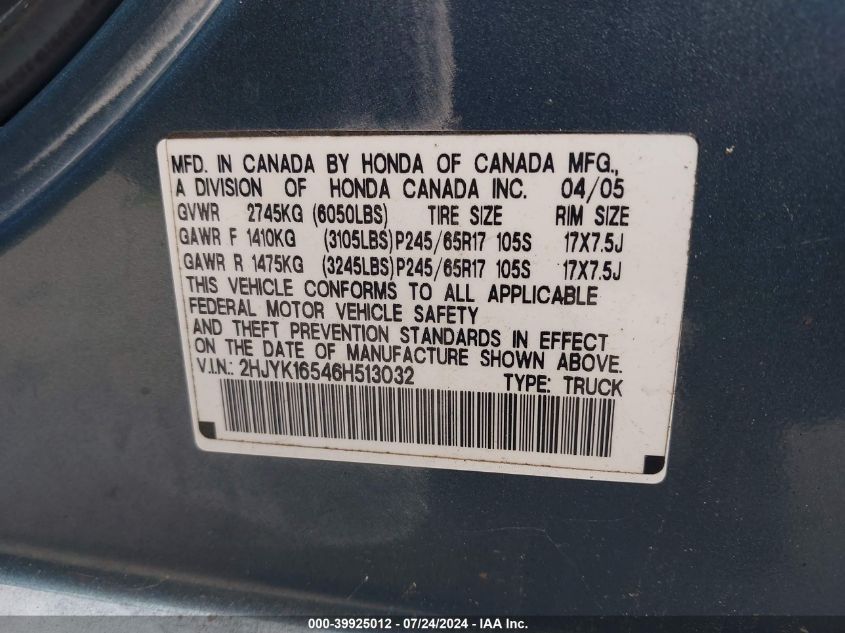 MFD. IN CANADA BY HONDA OF CANADA MFG.,
A DIVISION OF HONDA CANADA INC. 04/05
GVWR 2745KG (6050LBS) TIRE SIZE RIM SIZE
GAWR F 1410KG (3105LBS)P245/65R17 105S 17X7.5J
GAWR R 1475KG (3245LBS)P245/65R17 105S 17X7.5J
THIS VEHICLE CONFORMS TO ALL APPLICABLE
FEDERAL MOTOR VEHICLE SAFETY
AND THEFT PREVENTION STANDARDS IN EFFECT
ON THE DATE OF MANUFACTURE SHOWN ABOVE.
V.I.N.: 2HJYK16546H513032 TYPE: TRUCK
000-39925012 - 07/24/2024 - IAA Inc.